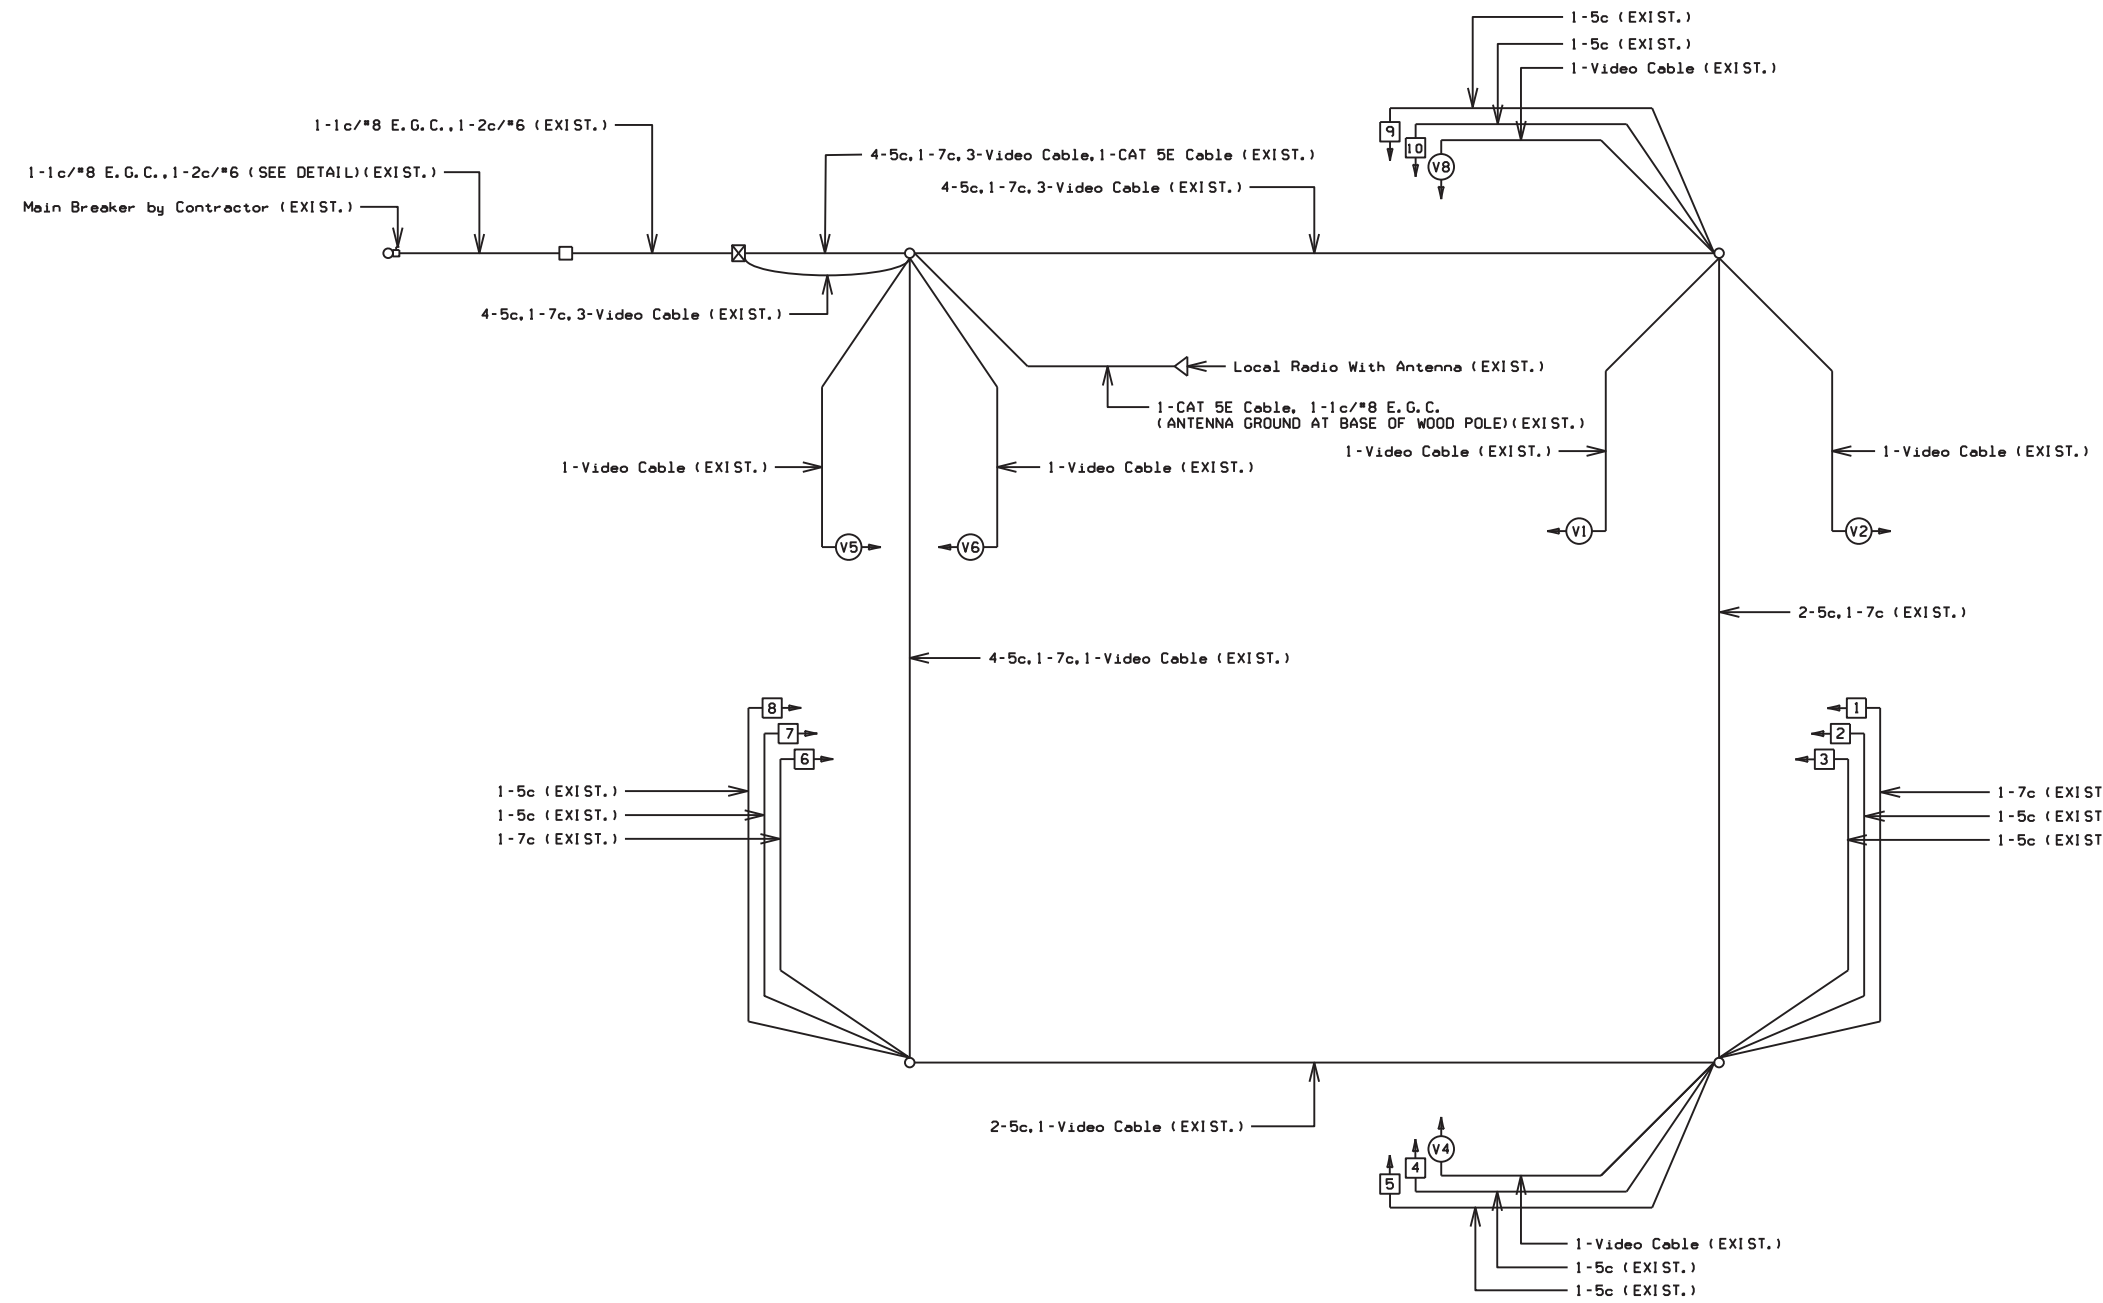 1-5c (EXIST.)
1-5c (EXIST.)
1-Video Cable (EXIST.)
1-1c/#8 E.G.C.,1-2c/#6 (EXIST.)
9
10
V8
4-5c,1-7c,3-Video Cable,1-CAT 5E Cable (EXIST.)
1-1c/#8 E.G.C.,1-2c/#6 (SEE DETAIL)(EXIST.)
4-5c,1-7c,3-Video Cable (EXIST.)
Main Breaker by Contractor (EXIST.)
4-5c,1-7c,3-Video Cable (EXIST.)
Local Radio With Antenna (EXIST.)
1-CAT 5E Cable, 1-1c/#8 E.G.C.
(ANTENNA GROUND AT BASE OF WOOD POLE)(EXIST.)
1-Video Cable (EXIST.)
1-Video Cable (EXIST.)
1-Video Cable (EXIST.)
1-Video Cable (EXIST.)
V1
V2
V5
V6
2-5c,1-7c (EXIST.)
4-5c,1-7c,1-Video Cable (EXIST.)
8
7
6
1
2
3
1-5c (EXIST.)
1-5c (EXIST.)
1-7c (EXIST.)
1-7c (EXIST
1-5c (EXIST
1-5c (EXIST
2-5c,1-Video Cable (EXIST.)
V4
4
5
1-Video Cable (EXIST.)
1-5c (EXIST.)
1-5c (EXIST.)